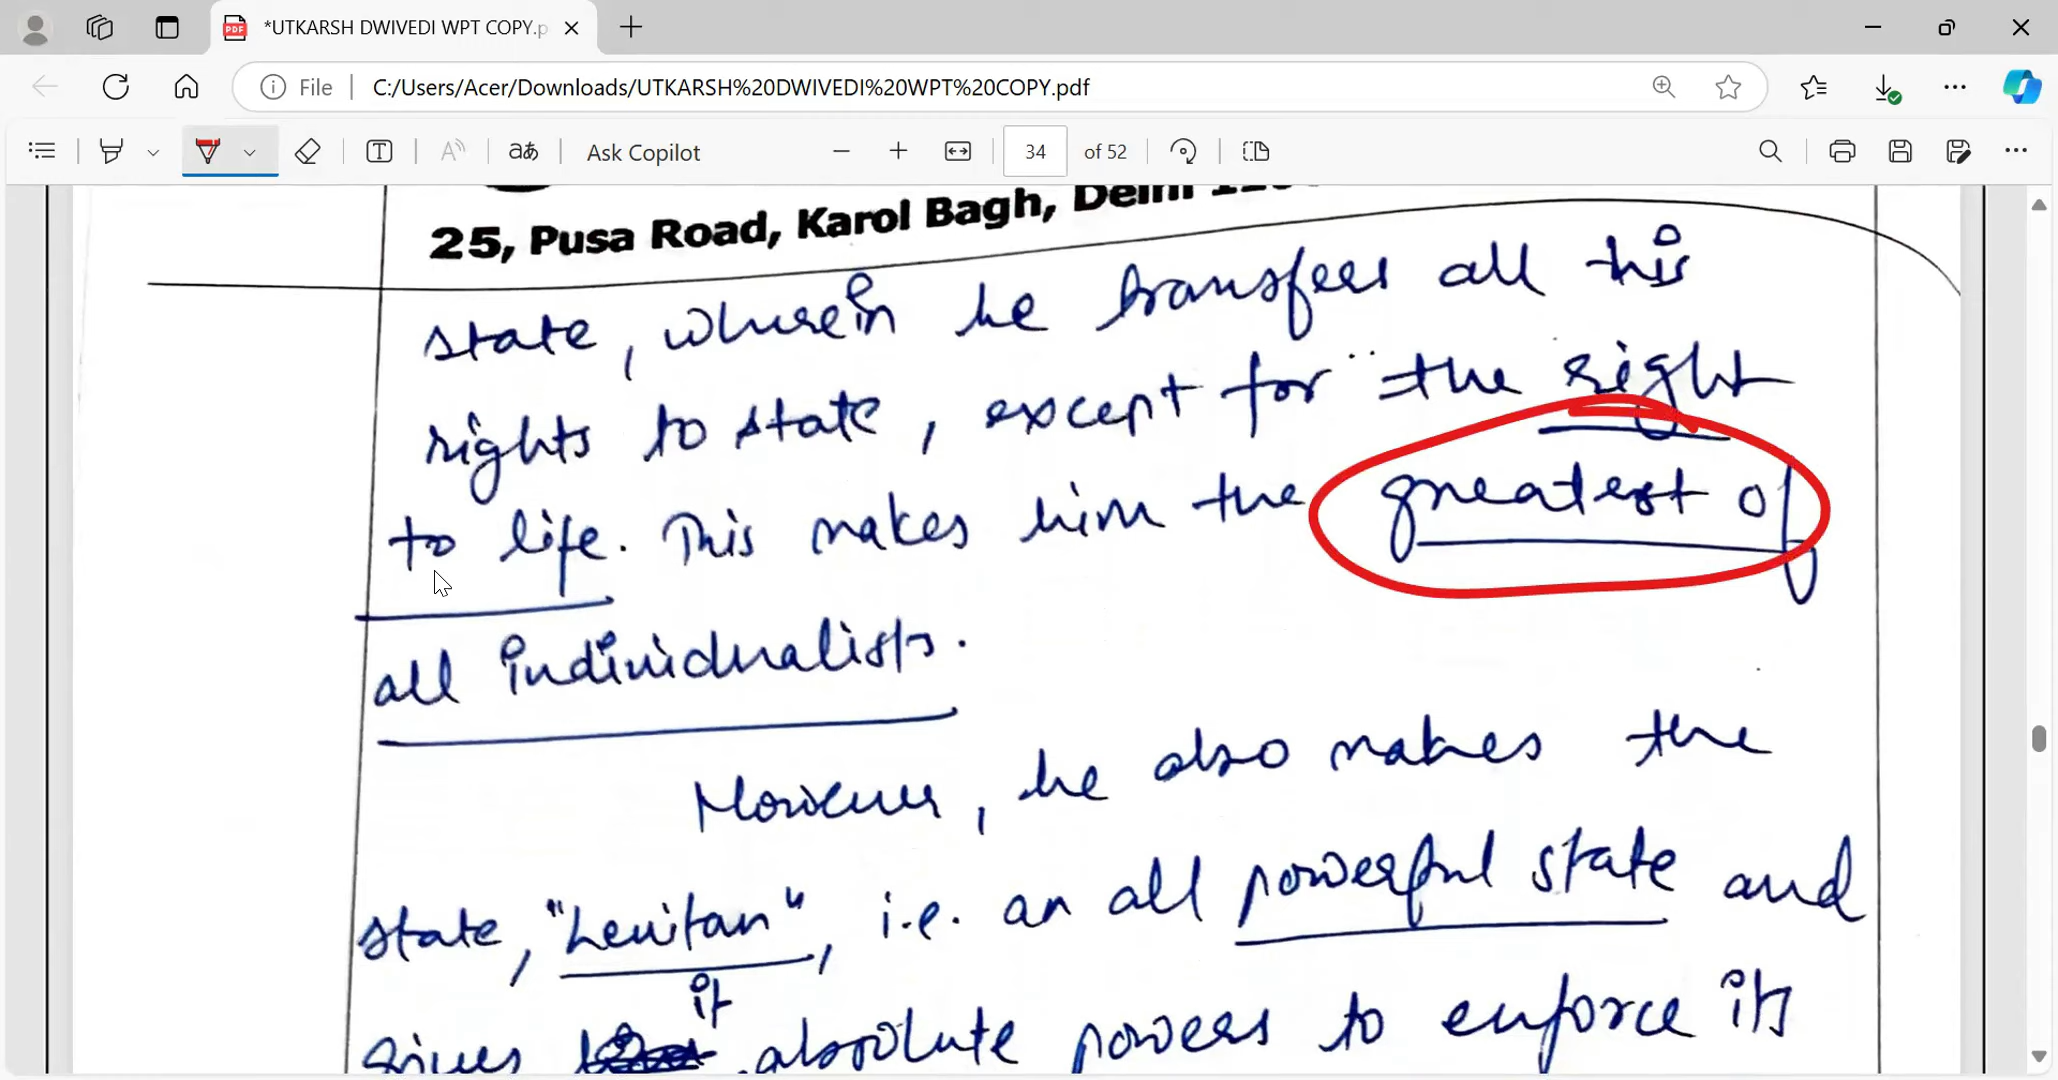 *UTKARSH DWIVEDI WPT COPY.p
File C:/Users/Acer/Downloads/UTKARSH%20DWIVEDI%20WPT%20COPY.pdf
Ask Copilot 34 of 52
25, Pusa Road, Karol Bagh, Delhi
state, wherein he transfers all this
rights to state, except for the right
to life. This makes him the greatest of
all individualists.
However, he also makes the
state, "Levitan", i.e. an all powerful state and
it
gives absolute powers to enforce its